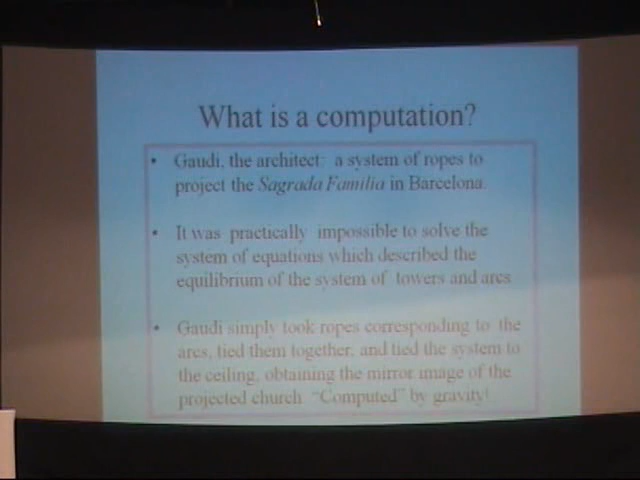 What is a computation?
• Gaudi, the architect: a system of ropes to
project the Sagrada Familia in Barcelona.
• It was practically impossible to solve the
system of equations which described the
equilibrium of the system of towers and arcs
• Gaudi simply took ropes corresponding to the
arcs, tied them together, and tied the system to
the ceiling, obtaining the mirror image of the
projected church "Computed" by gravity!